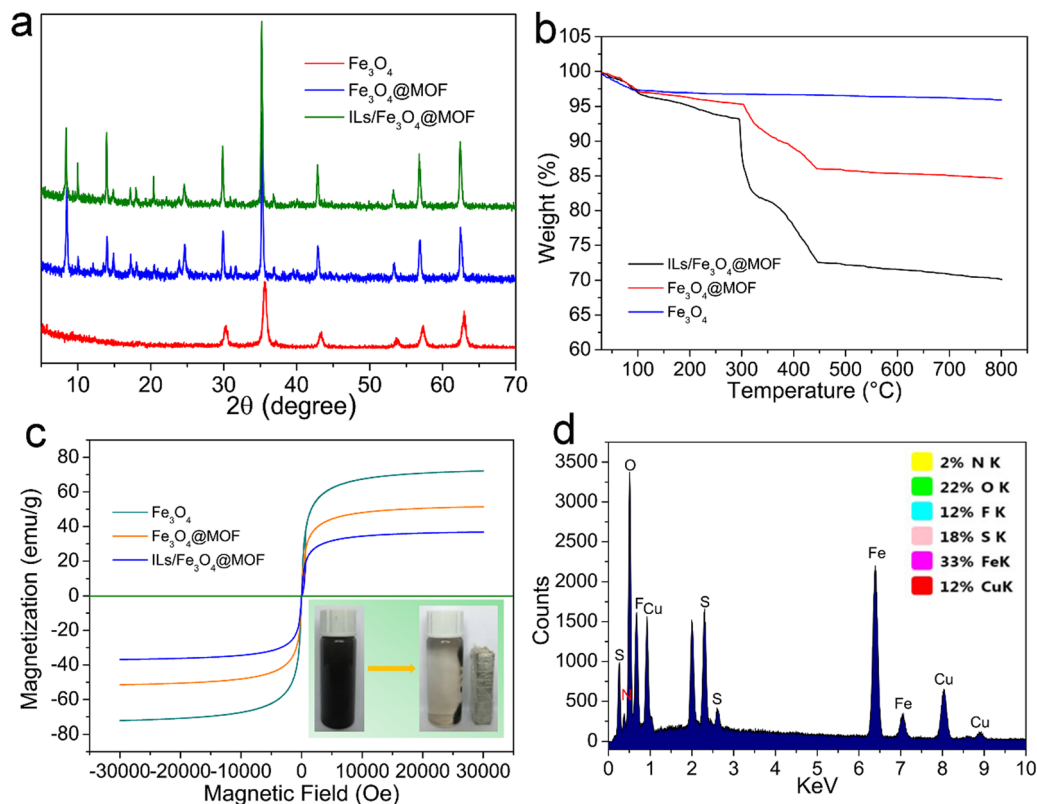 a
Fe₃O₄
Fe₃O₄@MOF
ILs/Fe₃O₄@MOF
10 20 30 40 50 60 70
2θ (degree)
b
105
100
95
90
85
80
75
70
65
60
Weight (%)
ILs/Fe₃O₄@MOF
Fe₃O₄@MOF
Fe₃O₄
100 200 300 400 500 600 700 800
Temperature (°C)
c
80
60
40
20
0
-20
-40
-60
-80
Magnetization (emu/g)
Fe₃O₄
Fe₃O₄@MOF
ILs/Fe₃O₄@MOF
-30000 -20000 -10000 0 10000 20000 30000
Magnetic Field (Oe)
d
3500
3000
2500
2000
1500
1000
500
0
Counts
O
F
Cu
S
N
S
S
Fe
Fe
Cu
Cu
2% N K
22% O K
12% F K
18% S K
33% FeK
12% CuK
0 1 2 3 4 5 6 7 8 9 10
KeV